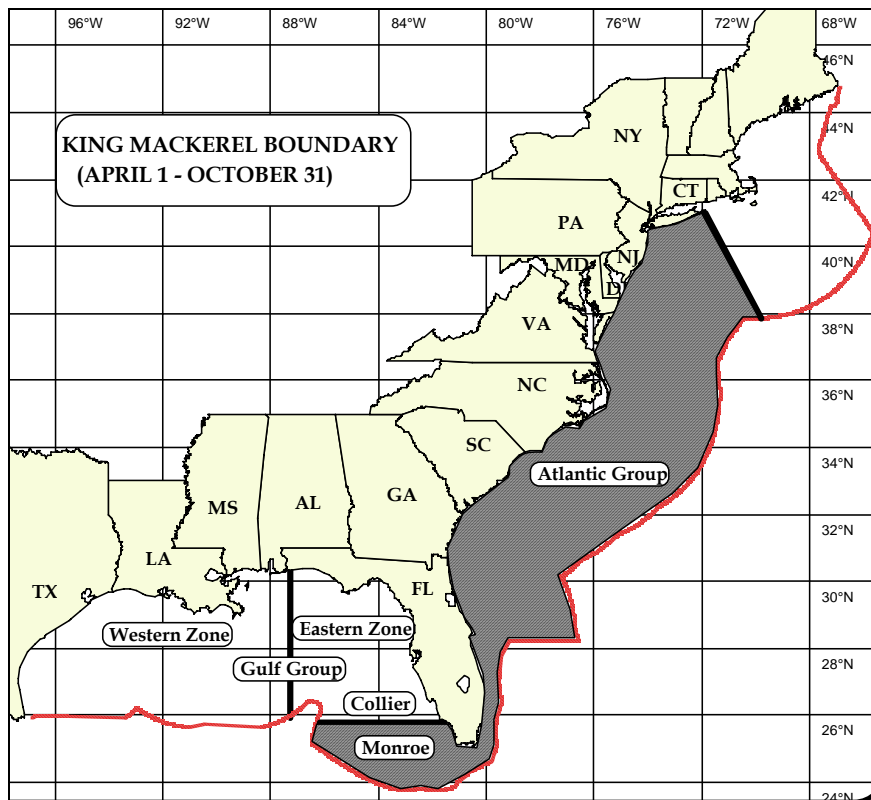 96°W 92°W 88°W 84°W 80°W 76°W 72°W 68°W
46°N
KING MACKEREL BOUNDARY
(APRIL 1 - OCTOBER 31)
44°N
NY
42°N
CT
PA
40°N
NJ
MD
38°N
VA
36°N
NC
34°N
SC
Atlantic Group
32°N
MS
AL
GA
30°N
LA
TX
FL
Western Zone
Eastern Zone
28°N
Gulf Group
Collier
26°N
Monroe
24°N